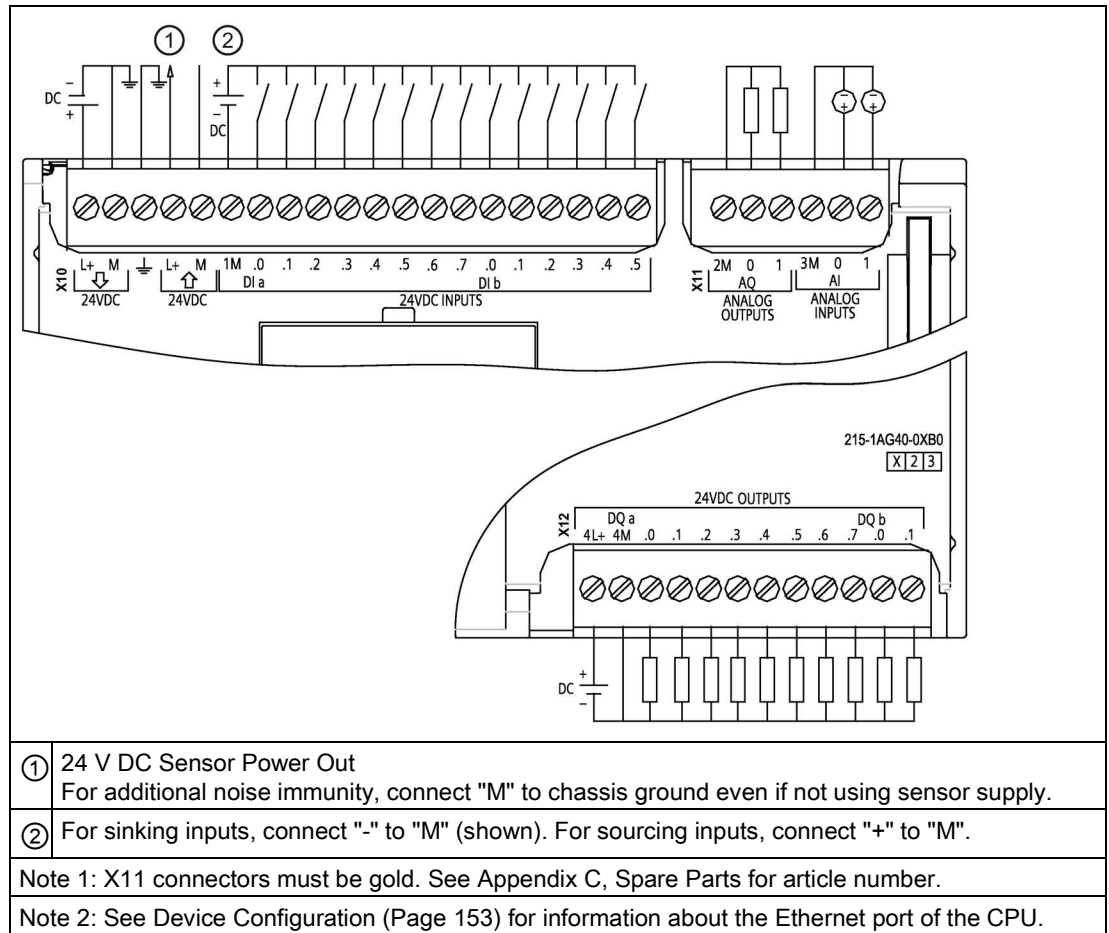 ① ②
− +
DC
+ −
DC
X10 L+ M L+ M 1M .0 .1 .2 .3 .4 .5 .6 .7 .0 .1 .2 .3 .4 .5
DI a DI b
24VDC 24VDC 24VDC INPUTS
X11 2M 0 1 3M 0 1
AQ AI
ANALOG ANALOG
OUTPUTS INPUTS
215-1AG40-0XB0
X 2 3
24VDC OUTPUTS
X12 DQ a DQ b
4L+ 4M .0 .1 .2 .3 .4 .5 .6 .7 .0 .1
+
DC
−
① 24 V DC Sensor Power Out
For additional noise immunity, connect "M" to chassis ground even if not using sensor supply.
② For sinking inputs, connect "-" to "M" (shown). For sourcing inputs, connect "+" to "M".
Note 1: X11 connectors must be gold. See Appendix C, Spare Parts for article number.
Note 2: See Device Configuration (Page 153) for information about the Ethernet port of the CPU.